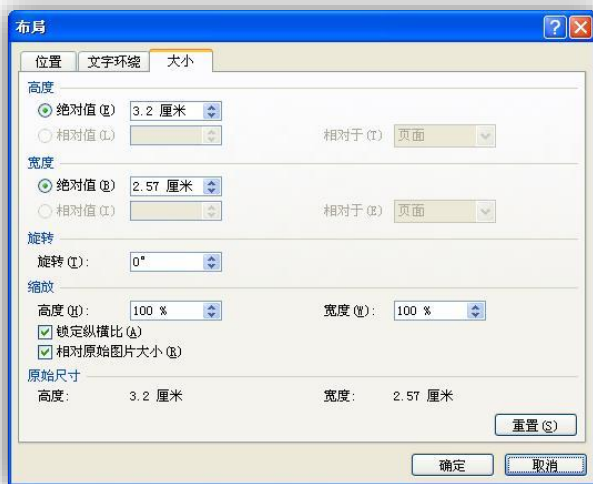 布局
位置 文字环绕 大小
高度
绝对值(E) 3.2 厘米
相对值(L) 相对于(T) 页面
宽度
绝对值(B) 2.57 厘米
相对值(I) 相对于(E) 页面
旋转
旋转(T): 0°
缩放
高度(H): 100 % 宽度(W): 100 %
锁定纵横比(A)
相对原始图片大小(R)
原始尺寸
高度: 3.2 厘米 宽度: 2.57 厘米
重置(S)
确定 取消